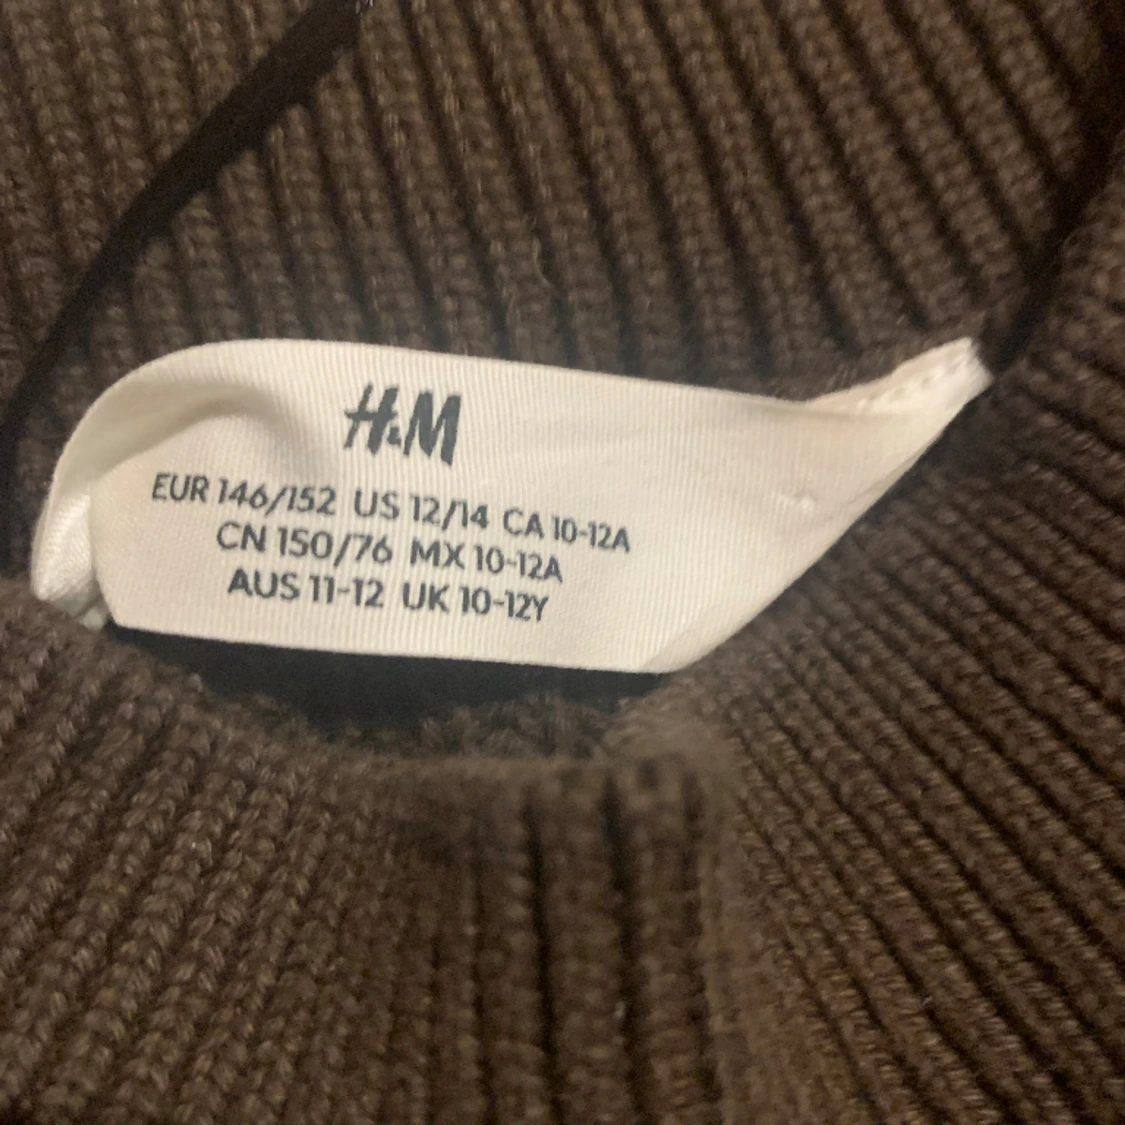 H&M
EUR 146/152 US 12/14 CA 10-12A
CN 150/76 MX 10-12A
AUS 11-12 UK 10-12Y